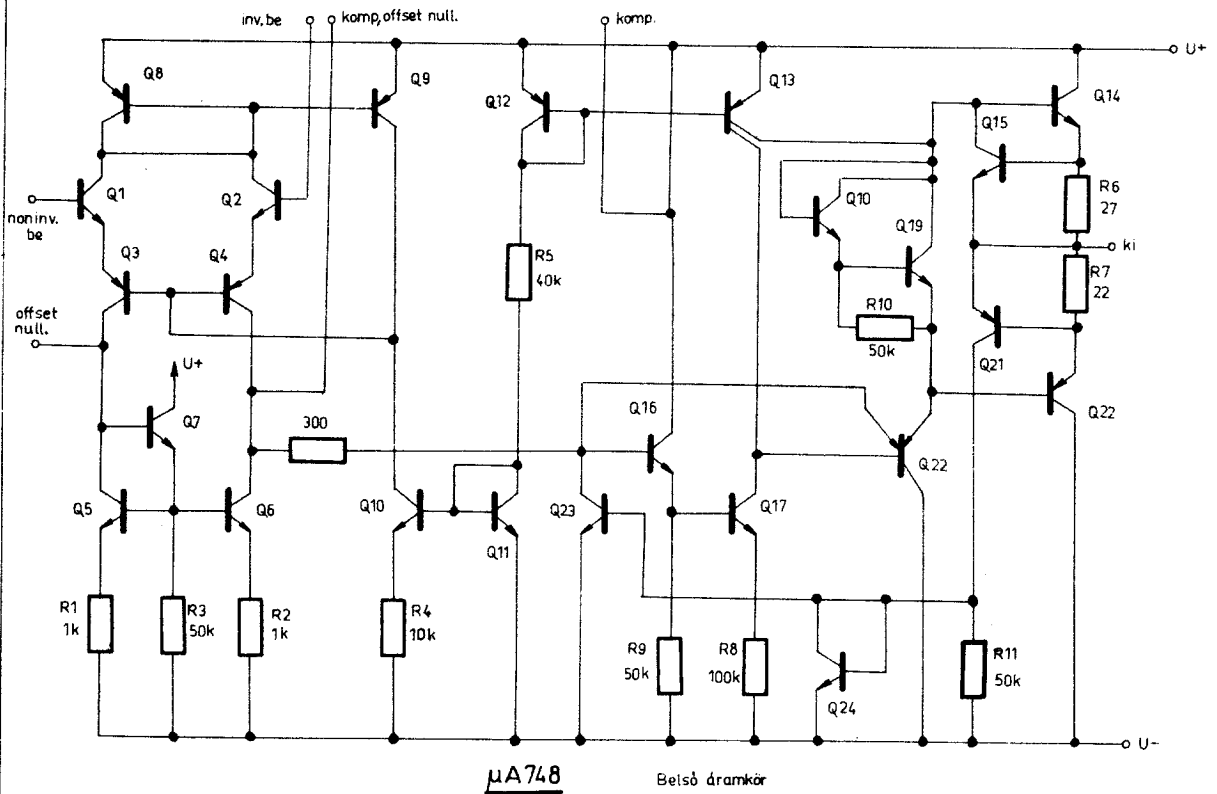 inv. be
komp, offset null.
komp.
U+
Q8
Q9
Q12
Q13
Q14
Q15
Q1
Q2
noninv.
be
Q10
R6
27
Q19
ki
Q3
Q4
R5
40k
R7
22
offset
null.
R10
50k
U+
Q21
Q7
300
Q16
Q22
Q22
Q5
Q6
Q10
Q11
Q23
Q17
R1
1k
R3
50k
R2
1k
R4
10k
R9
50k
R8
100k
R11
50k
Q24
U-
µA748
Belső áramkör